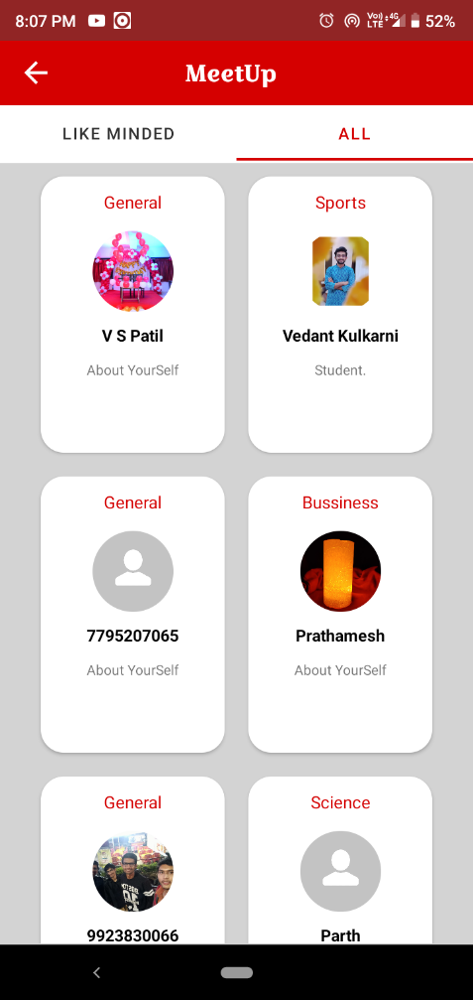 8:07 PM
Vo) 4G
LTE
52%
MeetUp
LIKE MINDED
ALL
General
Sports
V S Patil
Vedant Kulkarni
About YourSelf
Student.
General
Bussiness
7795207065
Prathamesh
About YourSelf
About YourSelf
General
Science
9923830066
Parth